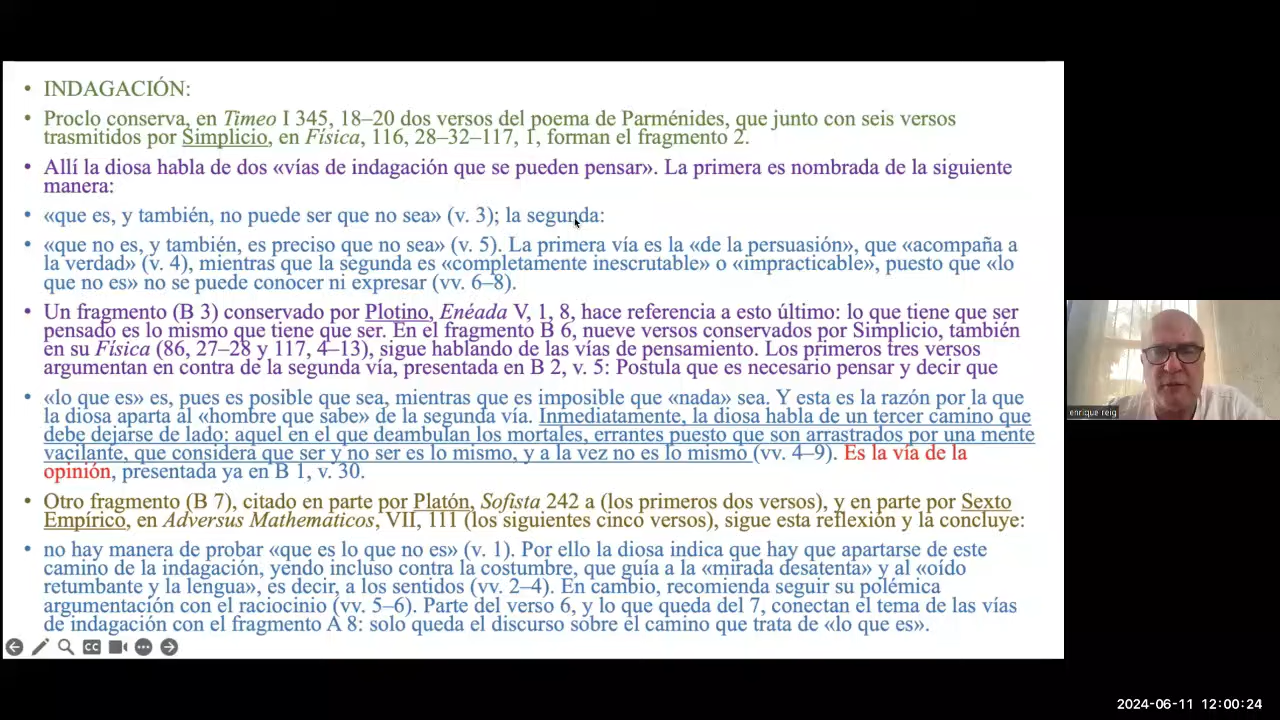 • INDAGACIÓN:
• Proclo conserva, en Timeo I 345, 18–20 dos versos del poema de Parménides, que junto con seis versos
trasmitidos por Simplicio, en Física, 116, 28–32–117, 1, forman el fragmento 2.
• Allí la diosa habla de dos «vías de indagación que se pueden pensar». La primera es nombrada de la siguiente
manera:
• «que es, y también, no puede ser que no sea» (v. 3); la segunda:
• «que no es, y también, es preciso que no sea» (v. 5). La primera vía es la «de la persuasión», que «acompaña a
la verdad» (v. 4), mientras que la segunda es «completamente inescrutable» o «impracticable», puesto que «lo
que no es» no se puede conocer ni expresar (vv. 6–8).
• Un fragmento (B 3) conservado por Plotino, Enéada V, 1, 8, hace referencia a esto último: lo que tiene que ser
pensado es lo mismo que tiene que ser. En el fragmento B 6, nueve versos conservados por Simplicio, también
en su Física (86, 27–28 y 117, 4–13), sigue hablando de las vías de pensamiento. Los primeros tres versos
argumentan en contra de la segunda vía, presentada en B 2, v. 5: Postula que es necesario pensar y decir que
• «lo que es» es, pues es posible que sea, mientras que es imposible que «nada» sea. Y esta es la razón por la que
la diosa aparta al «hombre que sabe» de la segunda vía. Inmediatamente, la diosa habla de un tercer camino que
debe dejarse de lado: aquel en el que deambulan los mortales, errantes puesto que son arrastrados por una mente
vacilante, que considera que ser y no ser es lo mismo, y a la vez no es lo mismo (vv. 4–9). Es la vía de la
opinión, presentada ya en B 1, v. 30.
• Otro fragmento (B 7), citado en parte por Platón, Sofista 242 a (los primeros dos versos), y en parte por Sexto
Empírico, en Adversus Mathematicos, VII, 111 (los siguientes cinco versos), sigue esta reflexión y la concluye:
• no hay manera de probar «que es lo que no es» (v. 1). Por ello la diosa indica que hay que apartarse de este
camino de la indagación, yendo incluso contra la costumbre, que guía a la «mirada desatenta» y al «oído
retumbante y la lengua», es decir, a los sentidos (vv. 2–4). En cambio, recomienda seguir su polémica
argumentación con el raciocinio (vv. 5–6). Parte del verso 6, y lo que queda del 7, conectan el tema de las vías
de indagación con el fragmento A 8: solo queda el discurso sobre el camino que trata de «lo que es».
CC
enrique reig
2024-06-11 12:00:24